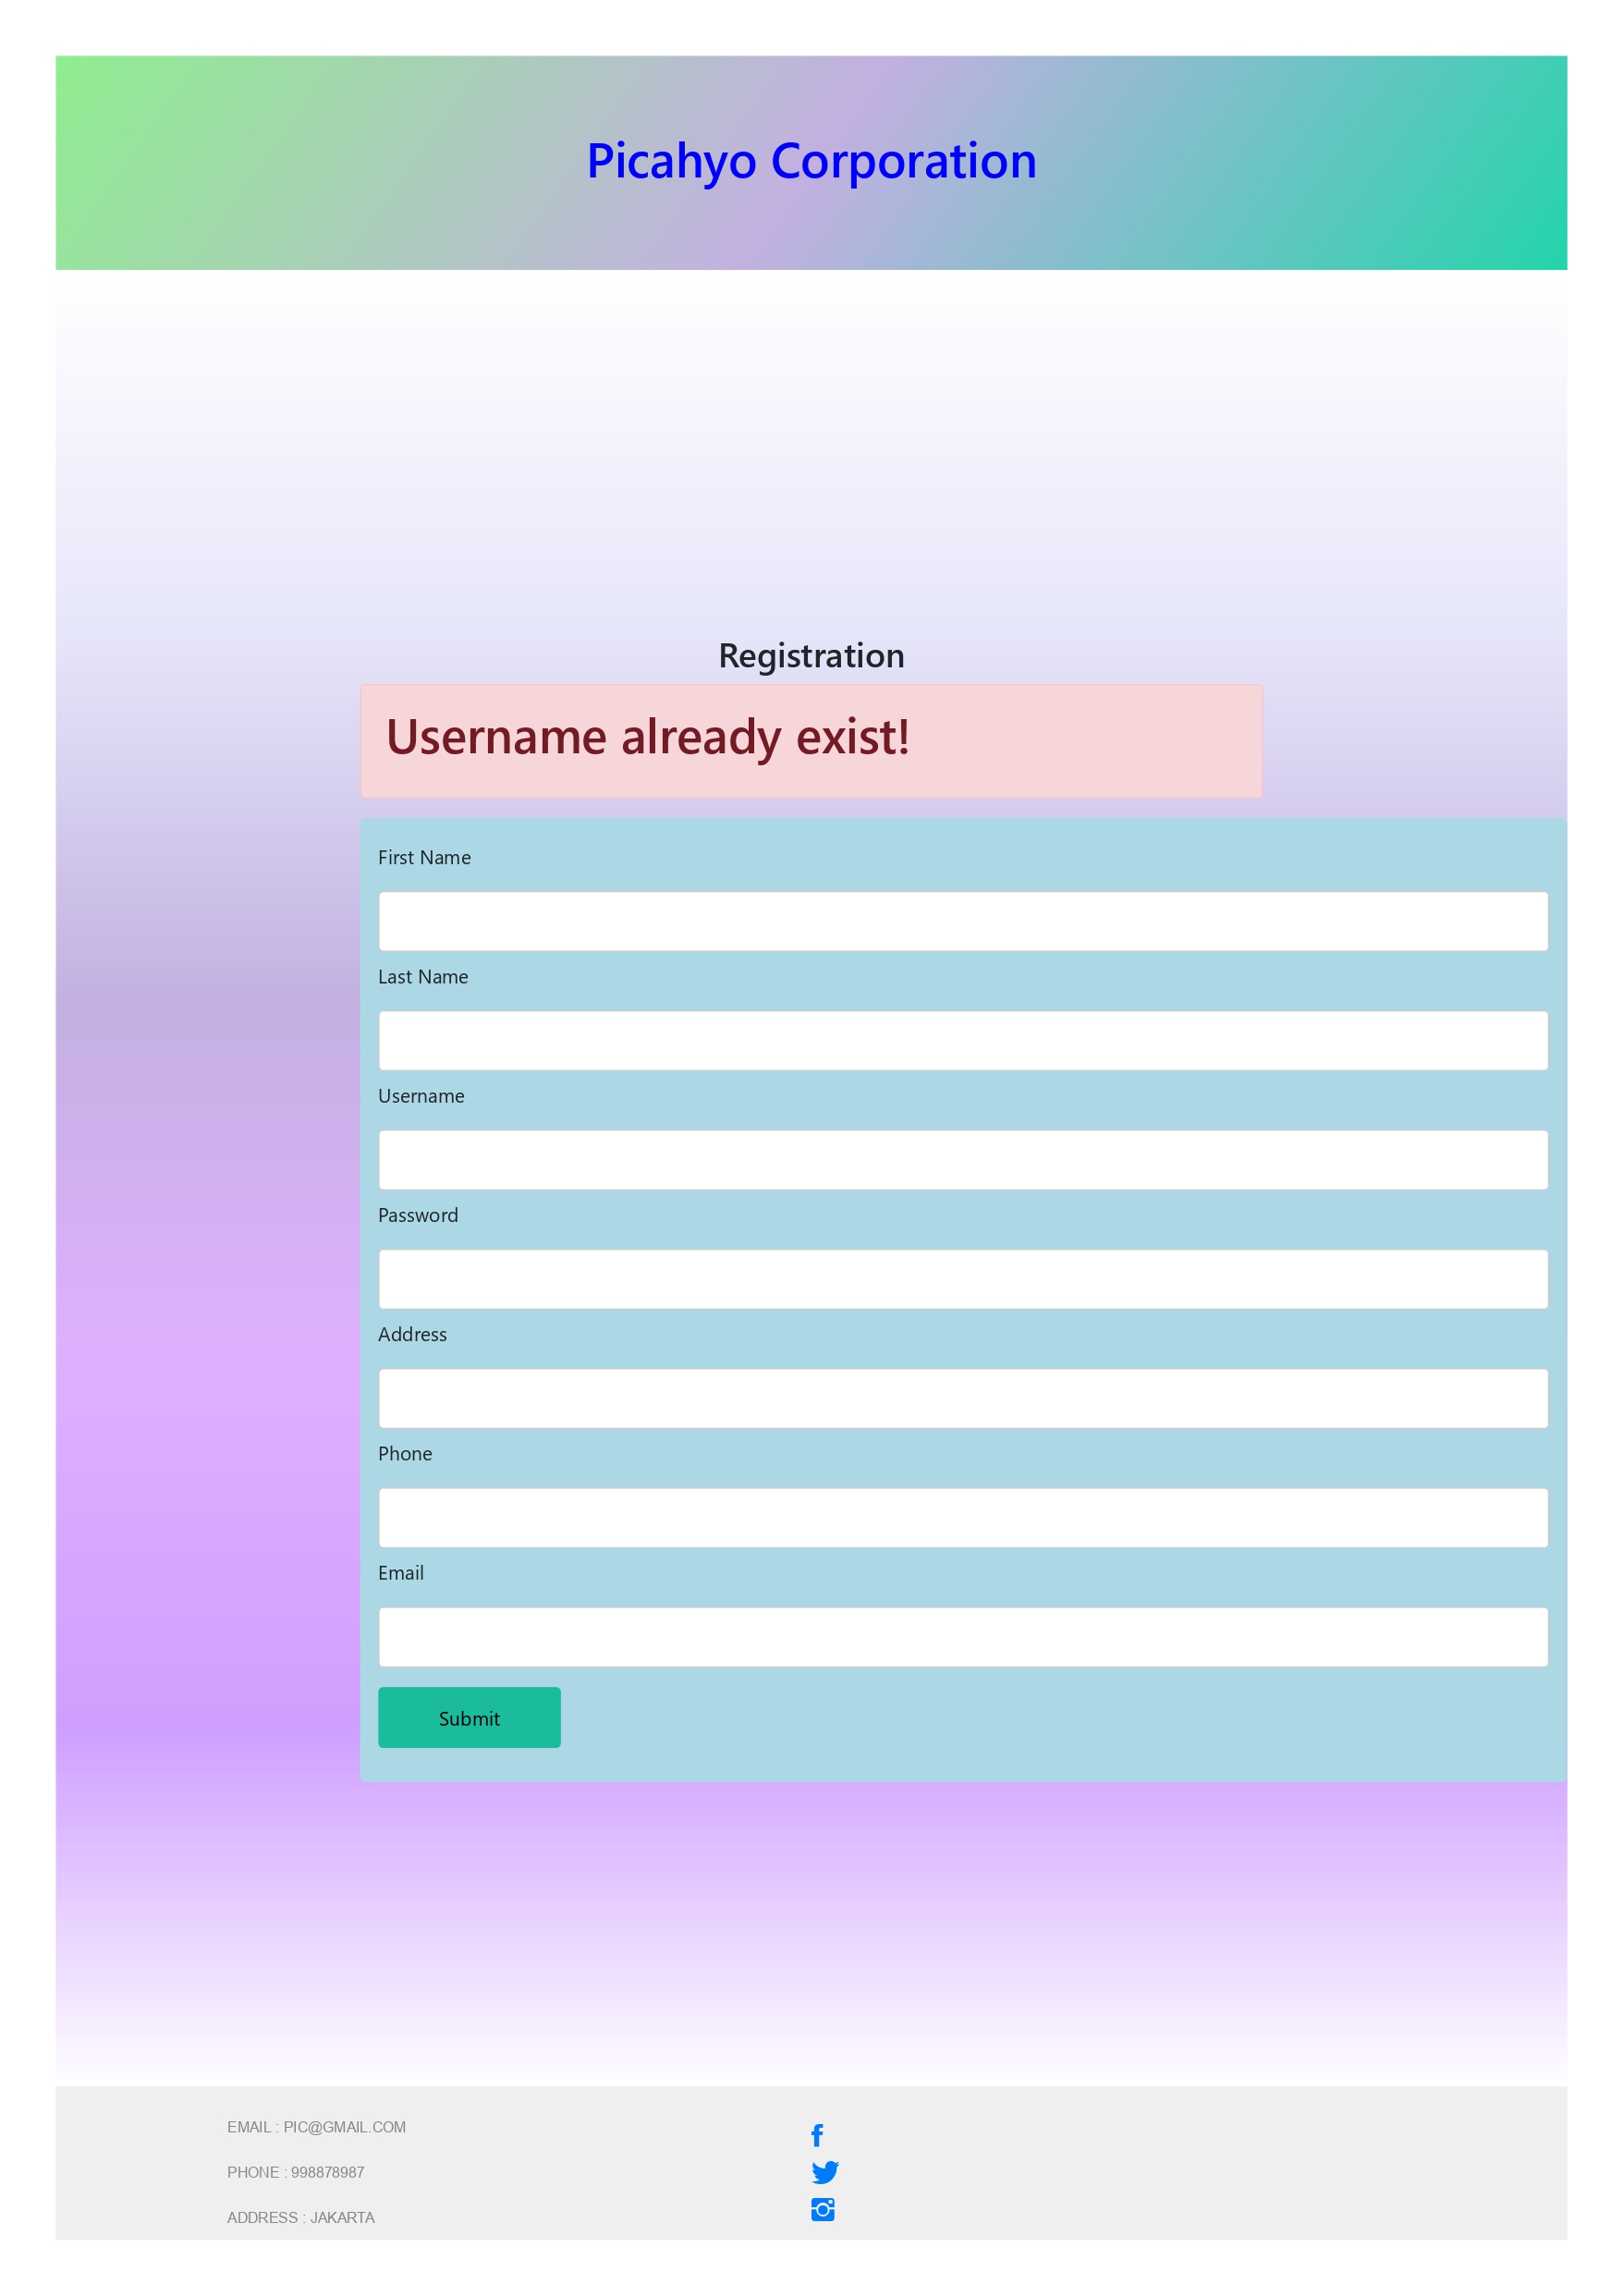 Picahyo Corporation
Registration
Username already exist!
First Name
Last Name
Username
Password
Address
Phone
Email
Submit
EMAIL : PIC@GMAIL.COM
PHONE : 998878987
ADDRESS : JAKARTA